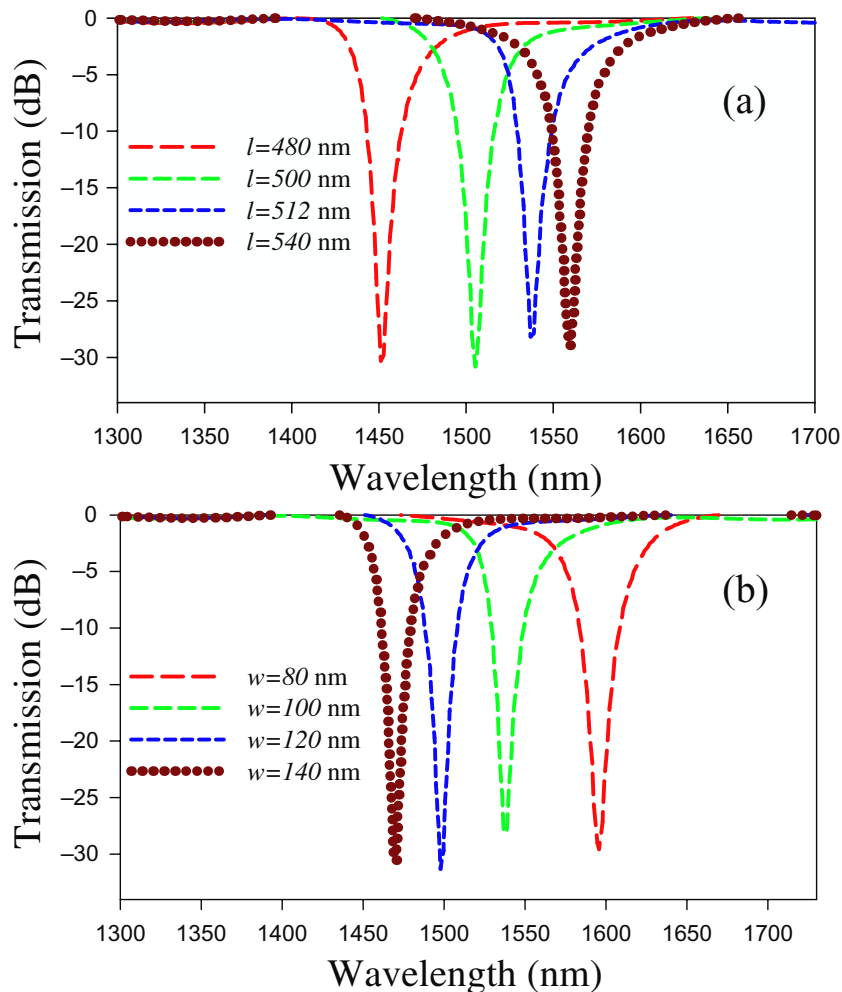 0
−5
−10
−15
−20
−25
−30
Transmission (dB)
(a)
l=480 nm
l=500 nm
l=512 nm
l=540 nm
1300 1350 1400 1450 1500 1550 1600 1650 1700
Wavelength (nm)
0
−5
−10
−15
−20
−25
−30
Transmission (dB)
(b)
w=80 nm
w=100 nm
w=120 nm
w=140 nm
1300 1350 1400 1450 1500 1550 1600 1650 1700
Wavelength (nm)